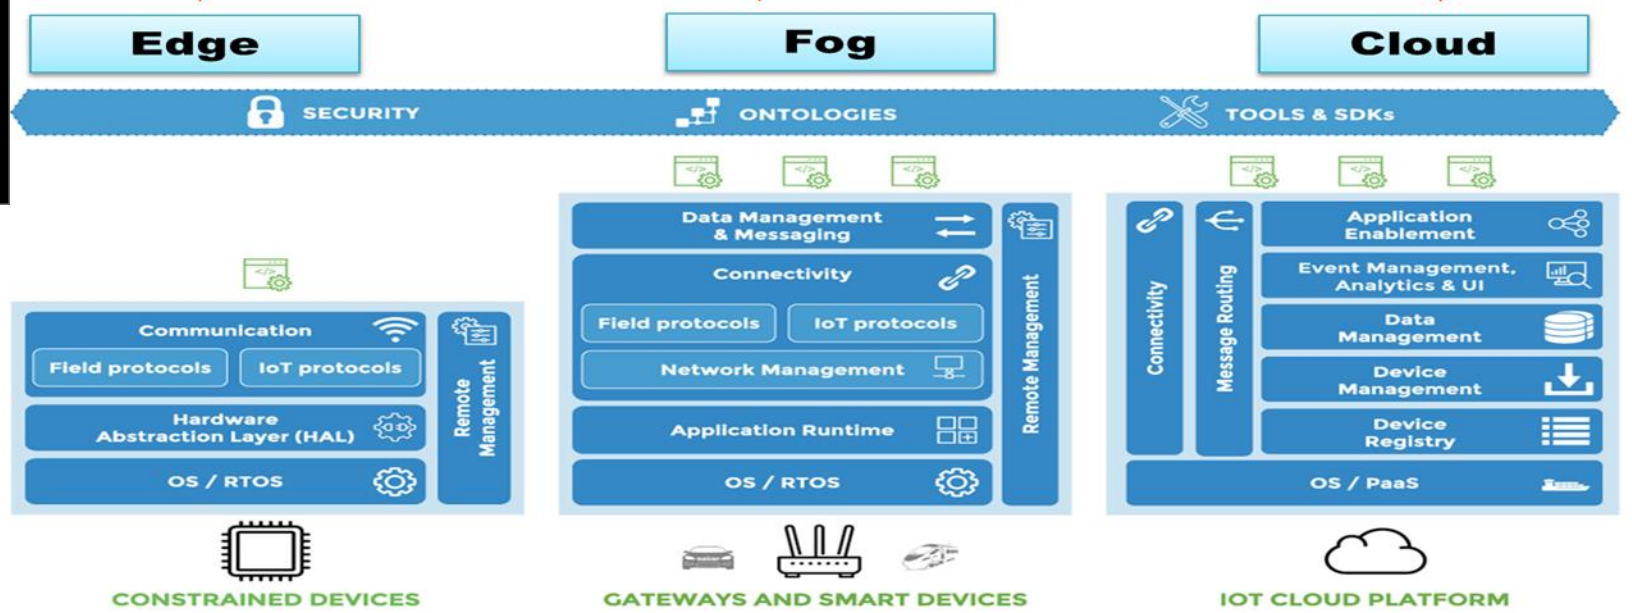 Edge
Fog
Cloud
SECURITY
ONTOLOGIES
TOOLS & SDKs
Communication
Field protocols
IoT protocols
Hardware
Abstraction Layer (HAL)
OS / RTOS
Remote
Management
CONSTRAINED DEVICES
Data Management
& Messaging
Connectivity
Field protocols
IoT protocols
Network Management
Application Runtime
OS / RTOS
Remote Management
GATEWAYS AND SMART DEVICES
Connectivity
Message Routing
Application
Enablement
Event Management,
Analytics & UI
Data
Management
Device
Management
Device
Registry
OS / PaaS
IOT CLOUD PLATFORM